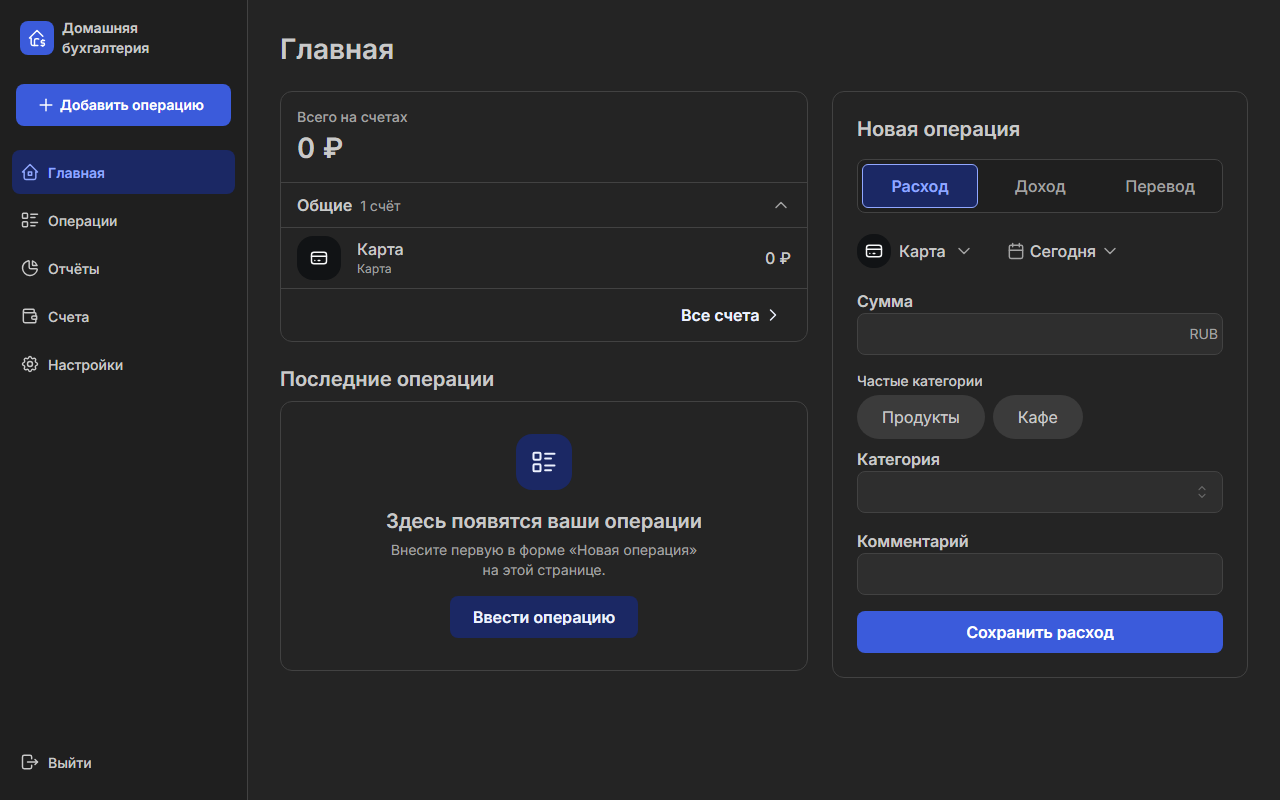 Домашняя
бухгалтерия
Добавить операцию
Главная
Операции
Отчёты
Счета
Настройки
Выйти
Главная
Всего на счетах
0 ₽
Общие 1 счёт
Карта
Карта
0 ₽
Все счета
Последние операции
Здесь появятся ваши операции
Внесите первую в форме «Новая операция»
на этой странице.
Ввести операцию
Новая операция
Расход Доход Перевод
Карта Сегодня
Сумма
RUB
Частые категории
Продукты Кафе
Категория
Комментарий
Сохранить расход